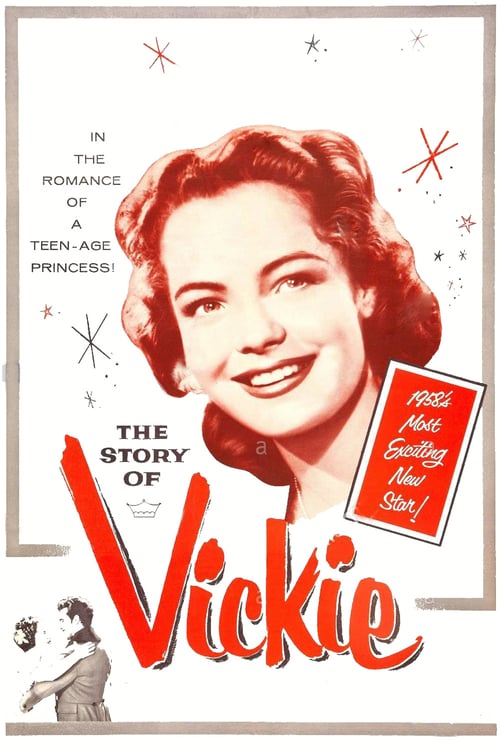 IN
THE
ROMANCE
OF
A
TEEN-AGE
PRINCESS!
1958's
Most
Exciting
New
Star!
THE
STORY
OF
Vickie
a